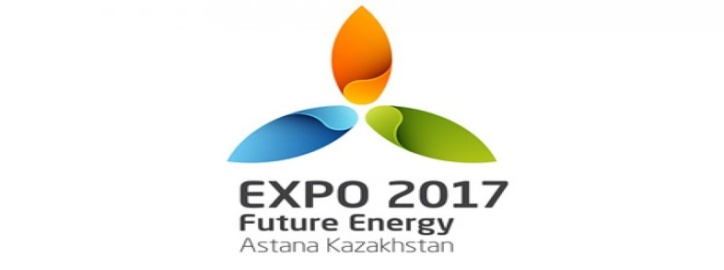 EXPO 2017
Future Energy
Astana Kazakhstan